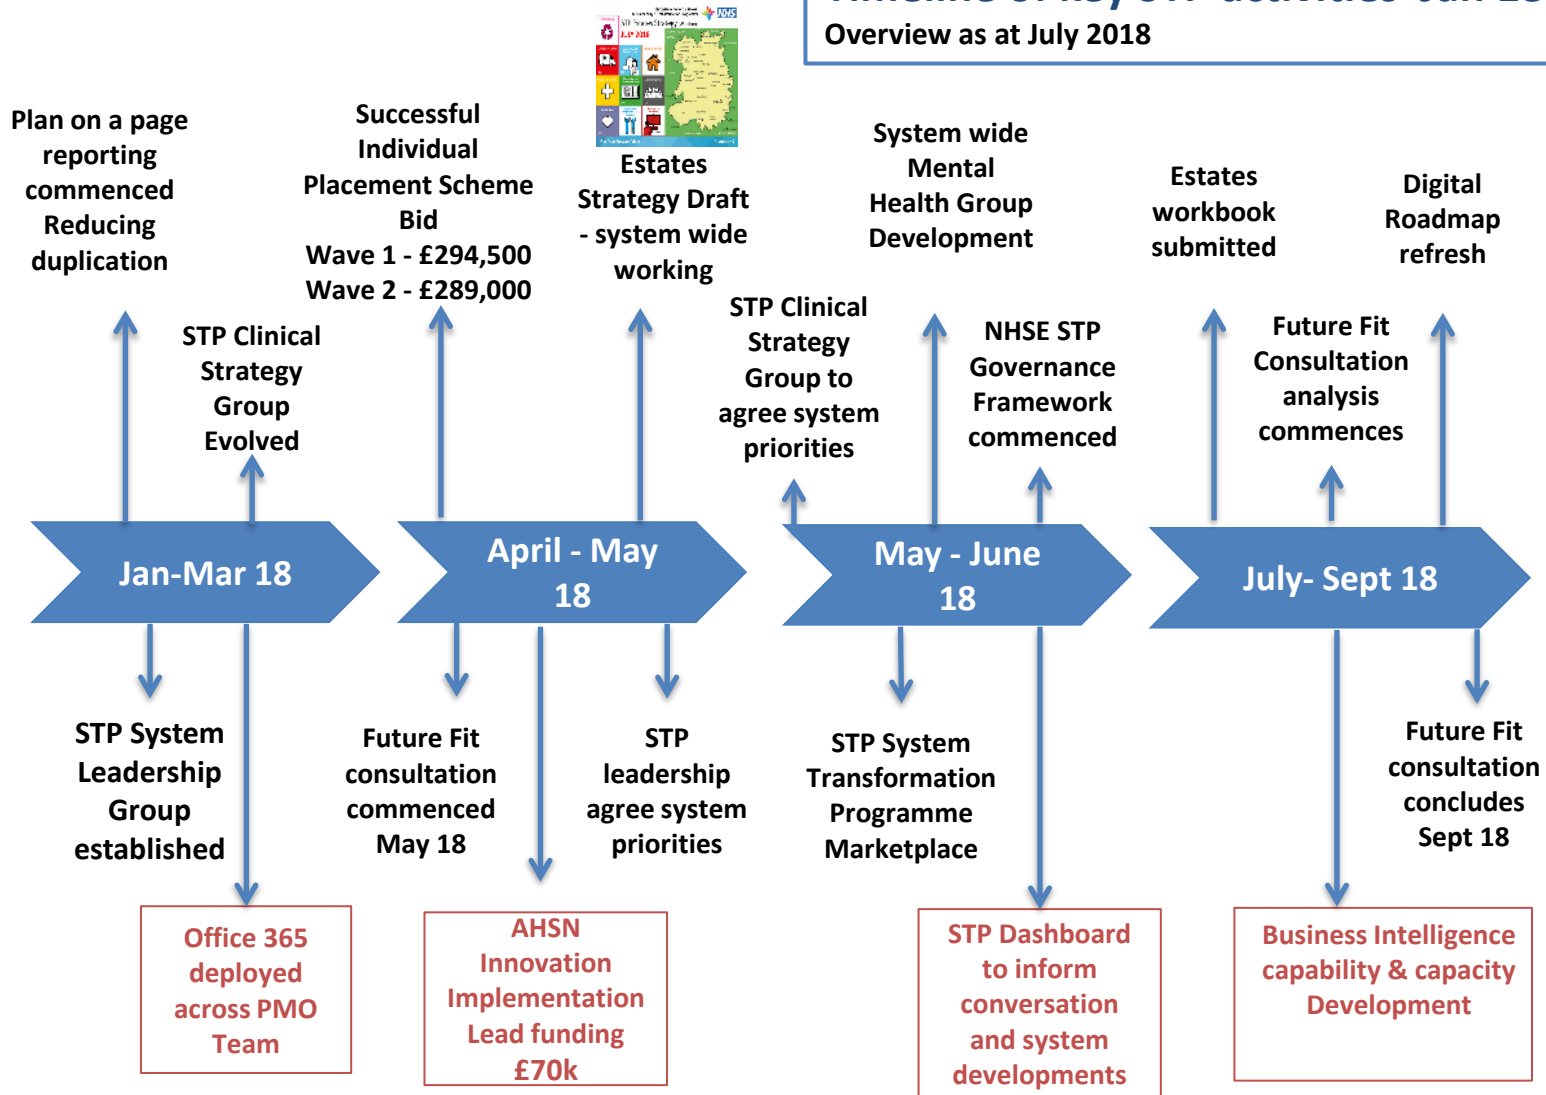 Overview as at July 2018
NHS
JULY 2018
Plan on a page
reporting
commenced
Reducing
duplication
STP Clinical
Strategy
Group
Evolved
Successful
Individual
Placement Scheme
Bid
Wave 1 - £294,500
Wave 2 - £289,000
Estates
Strategy Draft
- system wide
working
STP Clinical
Strategy
Group to
agree system
priorities
System wide
Mental
Health Group
Development
NHSE STP
Governance
Framework
commenced
Estates
workbook
submitted
Future Fit
Consultation
analysis
commences
Digital
Roadmap
refresh
Jan-Mar 18
April - May
18
May - June
18
July- Sept 18
STP System
Leadership
Group
established
Future Fit
consultation
commenced
May 18
STP
leadership
agree system
priorities
STP System
Transformation
Programme
Marketplace
Future Fit
consultation
concludes
Sept 18
Office 365
deployed
across PMO
Team
AHSN
Innovation
Implementation
Lead funding
£70k
STP Dashboard
to inform
conversation
and system
developments
Business Intelligence
capability & capacity
Development